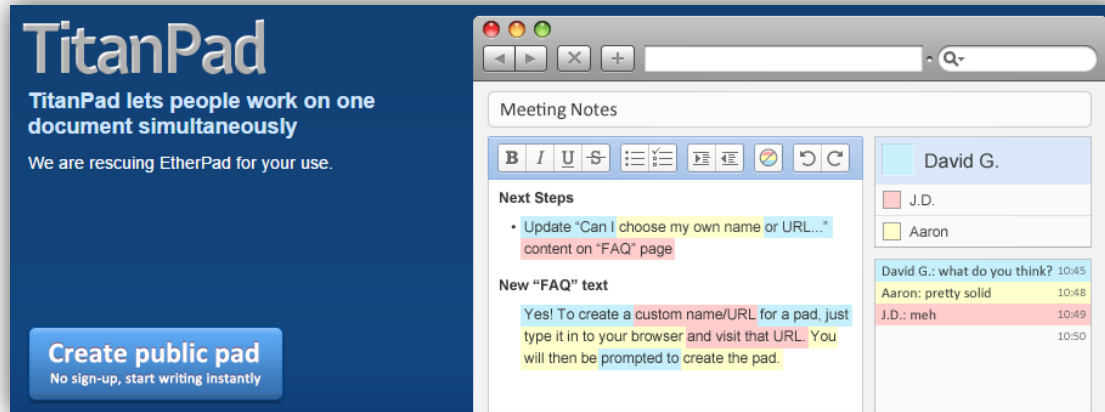 TitanPad
TitanPad lets people work on one
document simultaneously
We are rescuing EtherPad for your use.
Create public pad
No sign-up, start writing instantly
Meeting Notes
B I U S
Next Steps
• Update “Can I choose my own name or URL...”
content on “FAQ” page
New “FAQ” text
Yes! To create a custom name/URL for a pad, just
type it in to your browser and visit that URL. You
will then be prompted to create the pad.
David G.
J.D.
Aaron
David G.: what do you think? 10:45
Aaron: pretty solid 10:48
J.D.: meh 10:49
10:50